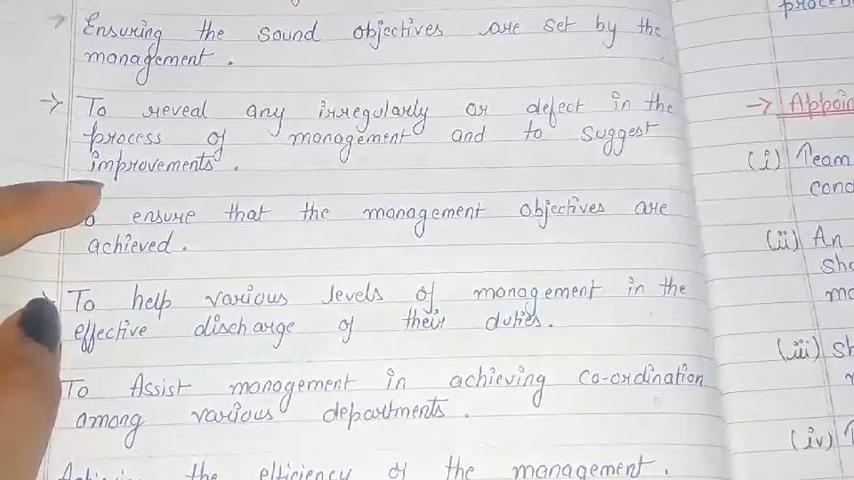 Ensuring the sound objectives are set by the
management.
→ To reveal any irregularly or defect in the
process of management and to suggest
improvements.
ensure that the management objectives are
achieved.
To help various levels of management in the
effective discharge of their duties.
To Assist management in achieving co-ordination
among various departments.
the efficiency of the management.
→ Appoin
(i) Team
cond
(ii) An
sho
(iii) Sh
(iv)